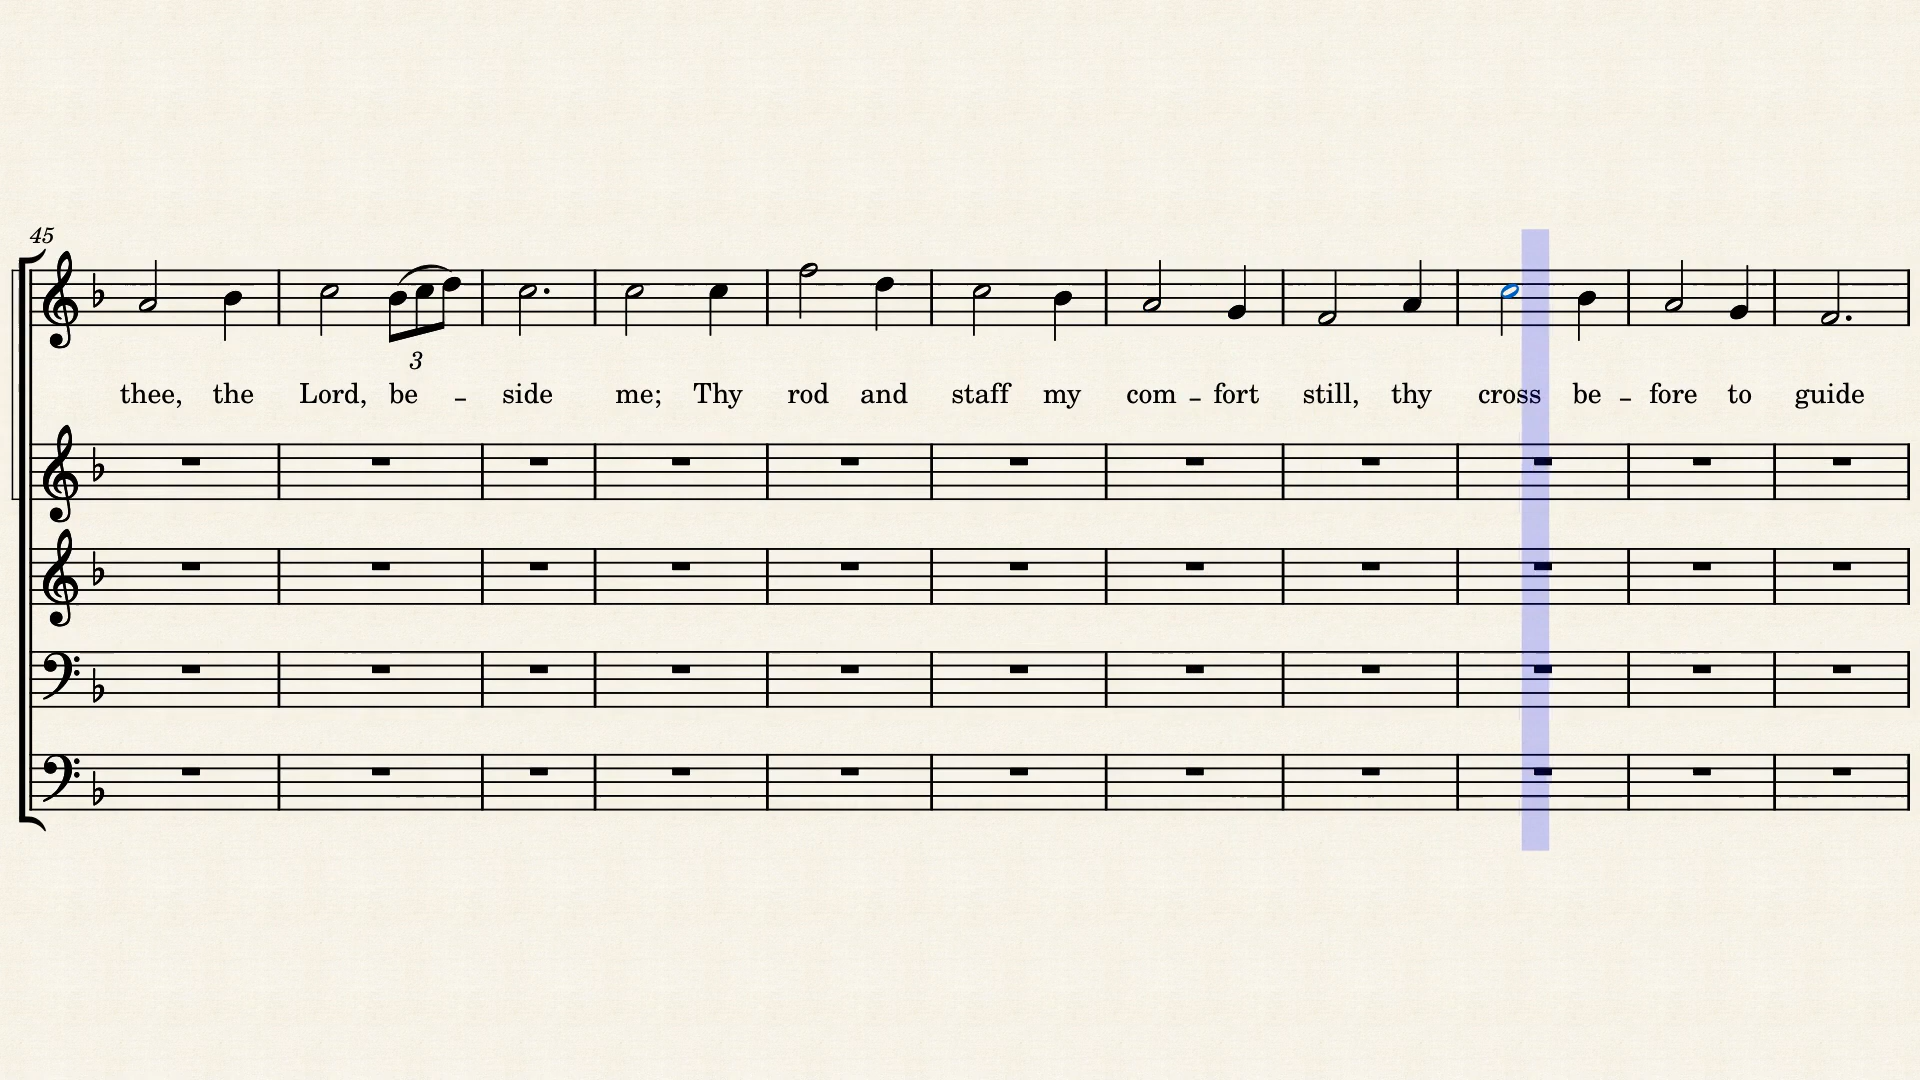 45
3
thee, the Lord, be – side me; Thy rod and staff my com – fort still, thy cross be – fore to guide